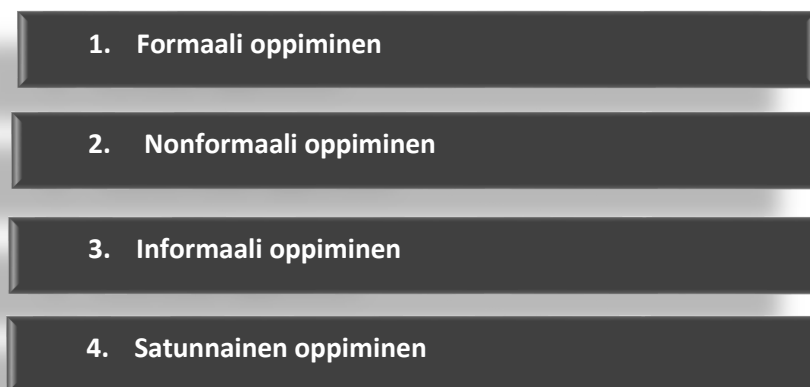 1. Formaali oppiminen
2. Nonformaali oppiminen
3. Informaali oppiminen
4. Satunnainen oppiminen